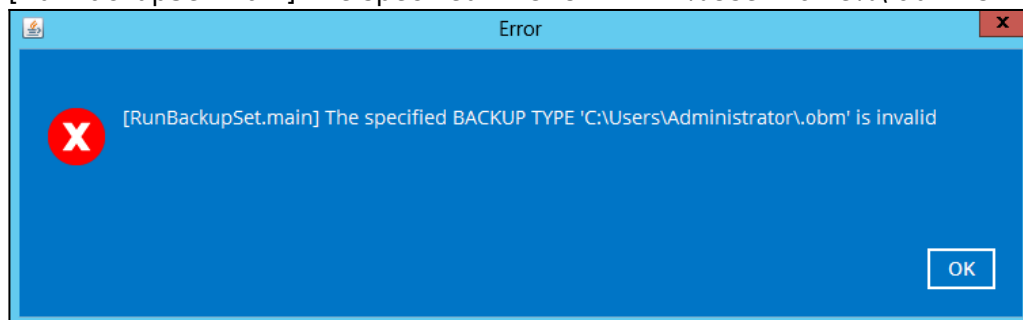 Error
x
X
[RunBackupSet.main] The specified BACKUP TYPE 'C:\Users\Administrator\.obm' is invalid
OK